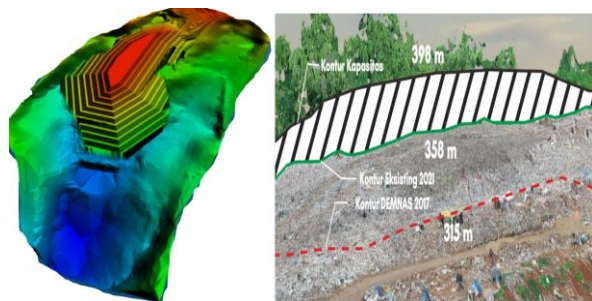 398 m
Kontur Kapasitas
358 m
Kontur Eksisting 2021
Kontur DEMNAS 2017
315 m